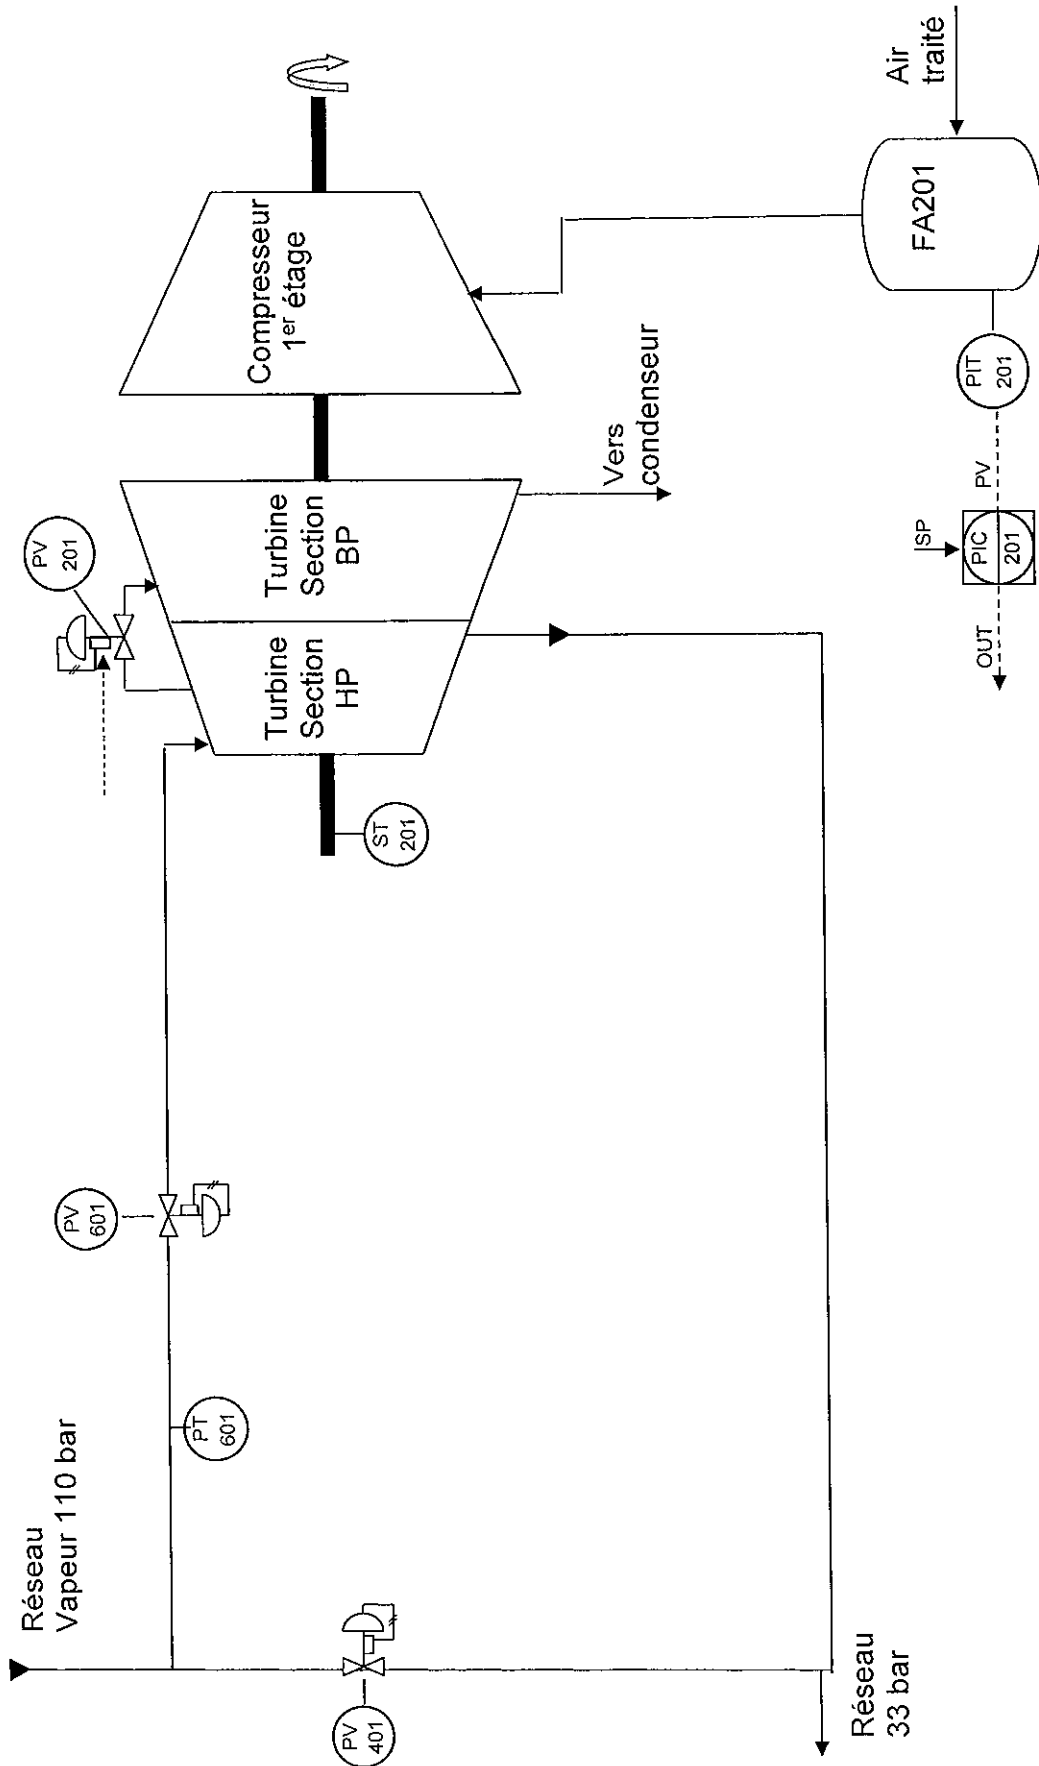 Réseau
Vapeur 110 bar
PT
601
PV
601
PV
401
Réseau
33 bar
ST
201
PV
201
Turbine
Section
HP
Turbine
Section
BP
Compresseur
1er étage
Vers
condenseur
OUT
SP
PIC
201
PV
PIT
201
FA201
Air
traité